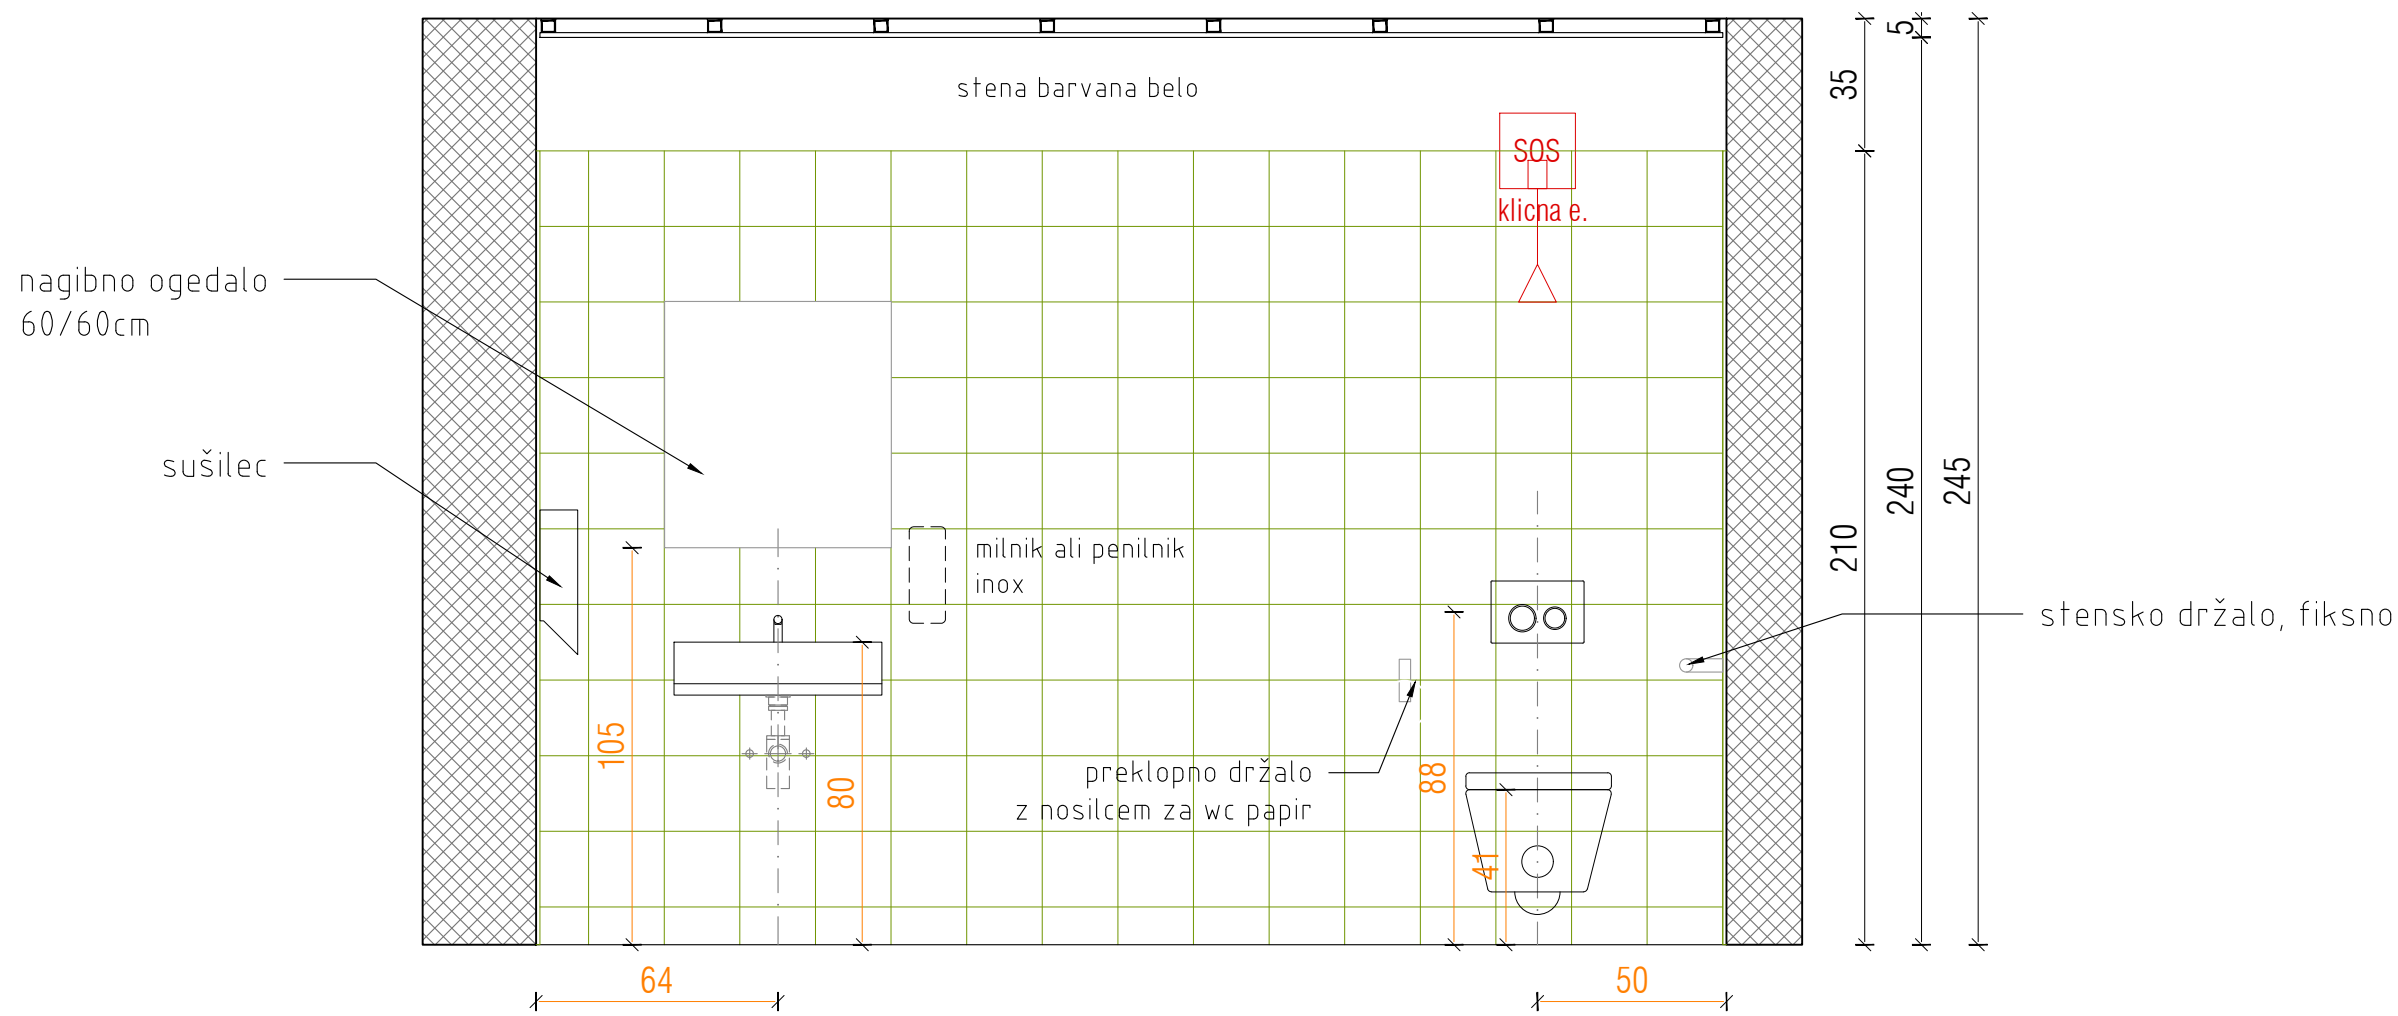 5
35
stena barvana belo
SOS
klicna e.
nagibno ogedalo
60/60cm
sušilec
240
245
210
milnik ali penilnik
inox
stensko držalo, fiksno
105
80
88
preklopno držalo
z nosilcem za wc papir
41
64
50